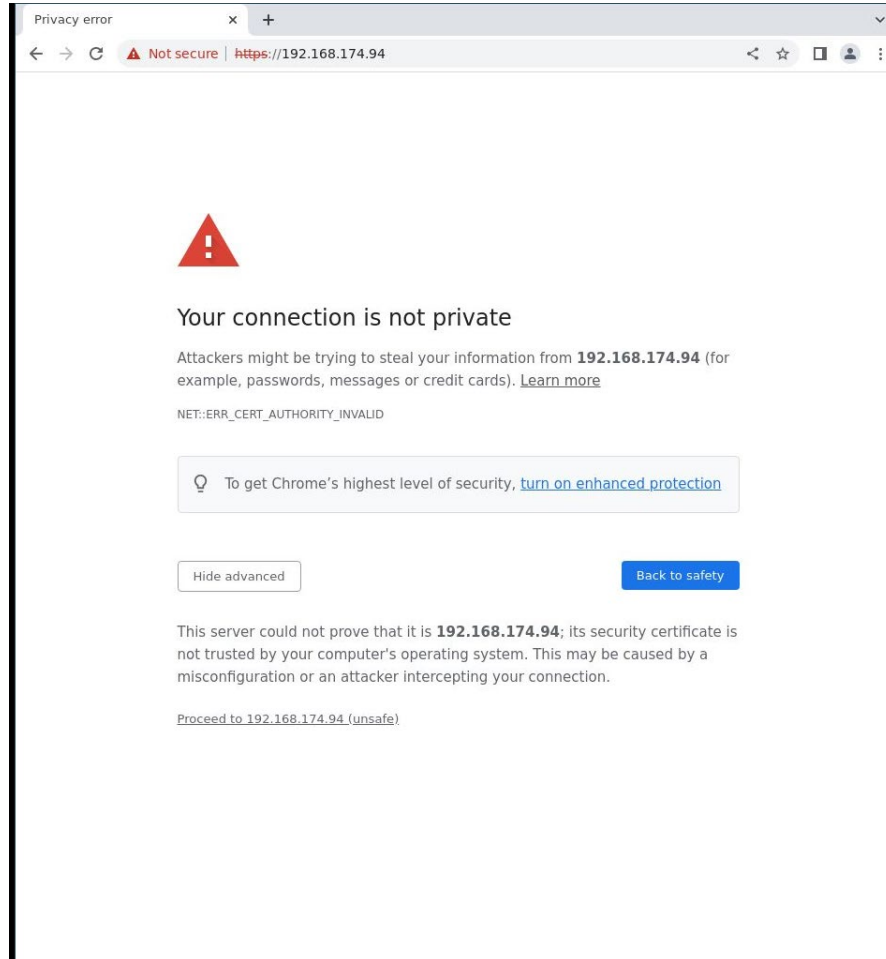 Privacy error
Not secure | https://192.168.174.94
Your connection is not private
Attackers might be trying to steal your information from 192.168.174.94 (for
example, passwords, messages or credit cards). Learn more
NET::ERR_CERT_AUTHORITY_INVALID
To get Chrome's highest level of security, turn on enhanced protection
Hide advanced
Back to safety
This server could not prove that it is 192.168.174.94; its security certificate is
not trusted by your computer's operating system. This may be caused by a
misconfiguration or an attacker intercepting your connection.
Proceed to 192.168.174.94 (unsafe)